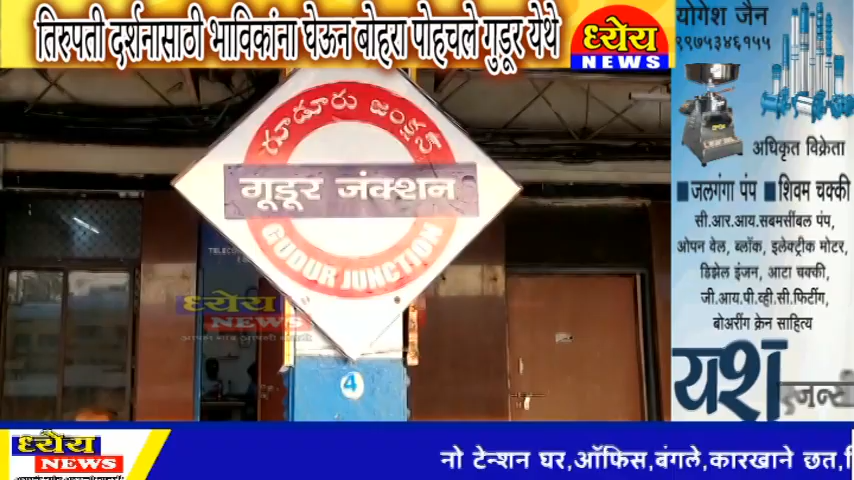 तिरुपती दर्शनासाठी भाविकांना घेऊन बोहरा पोहचले गुडूर येथे
ध्येय
NEWS
గూడూరు జంక్షన్
गूडूर जंक्शन
GUDUR JUNCTION
4
ध्येय
NEWS
योगेश जैन
९९७५३४६१५५
अधिकृत विक्रेता
जलगंगा पंप शिवम चक्की
सी.आर.आय.सबमर्सीबल पंप,
ओपन वेल, ब्लॉक, इलेक्ट्रीक मोटर,
डिझेल इंजन, आटा चक्की,
जी.आय.पी.व्ही.सी.फिटींग,
बोअरींग क्रेन साहित्य
यश
ध्येय
NEWS
नो टेन्शन घर,ऑफिस,बंगले,कारखाने छत,